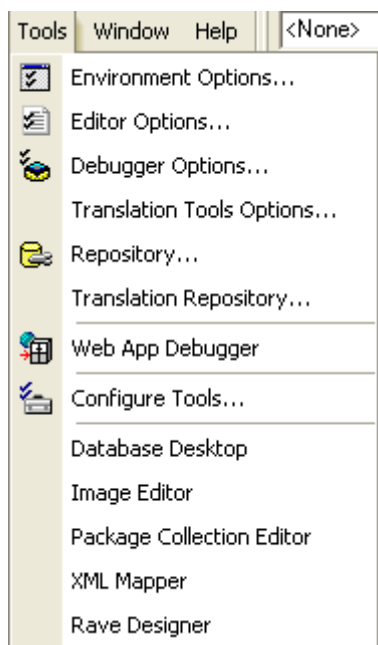 Tools Window Help <None>
Environment Options...
Editor Options...
Debugger Options...
Translation Tools Options...
Repository...
Translation Repository...
Web App Debugger
Configure Tools...
Database Desktop
Image Editor
Package Collection Editor
XML Mapper
Rave Designer